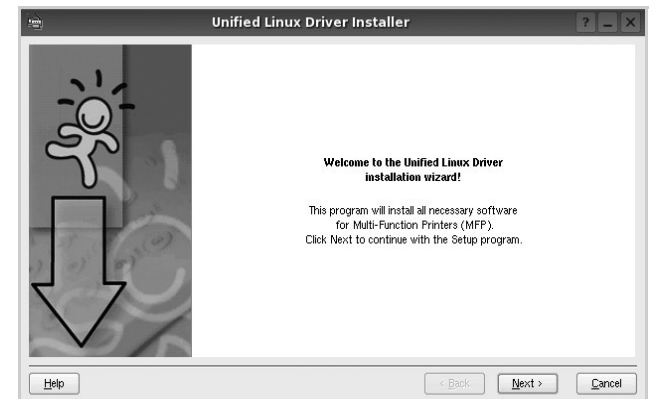 Unified Linux Driver Installer
Welcome to the Unified Linux Driver
installation wizard!
This program will install all necessary software
for Multi-Function Printers (MFP).
Click Next to continue with the Setup program.
Help
< Back
Next >
Cancel